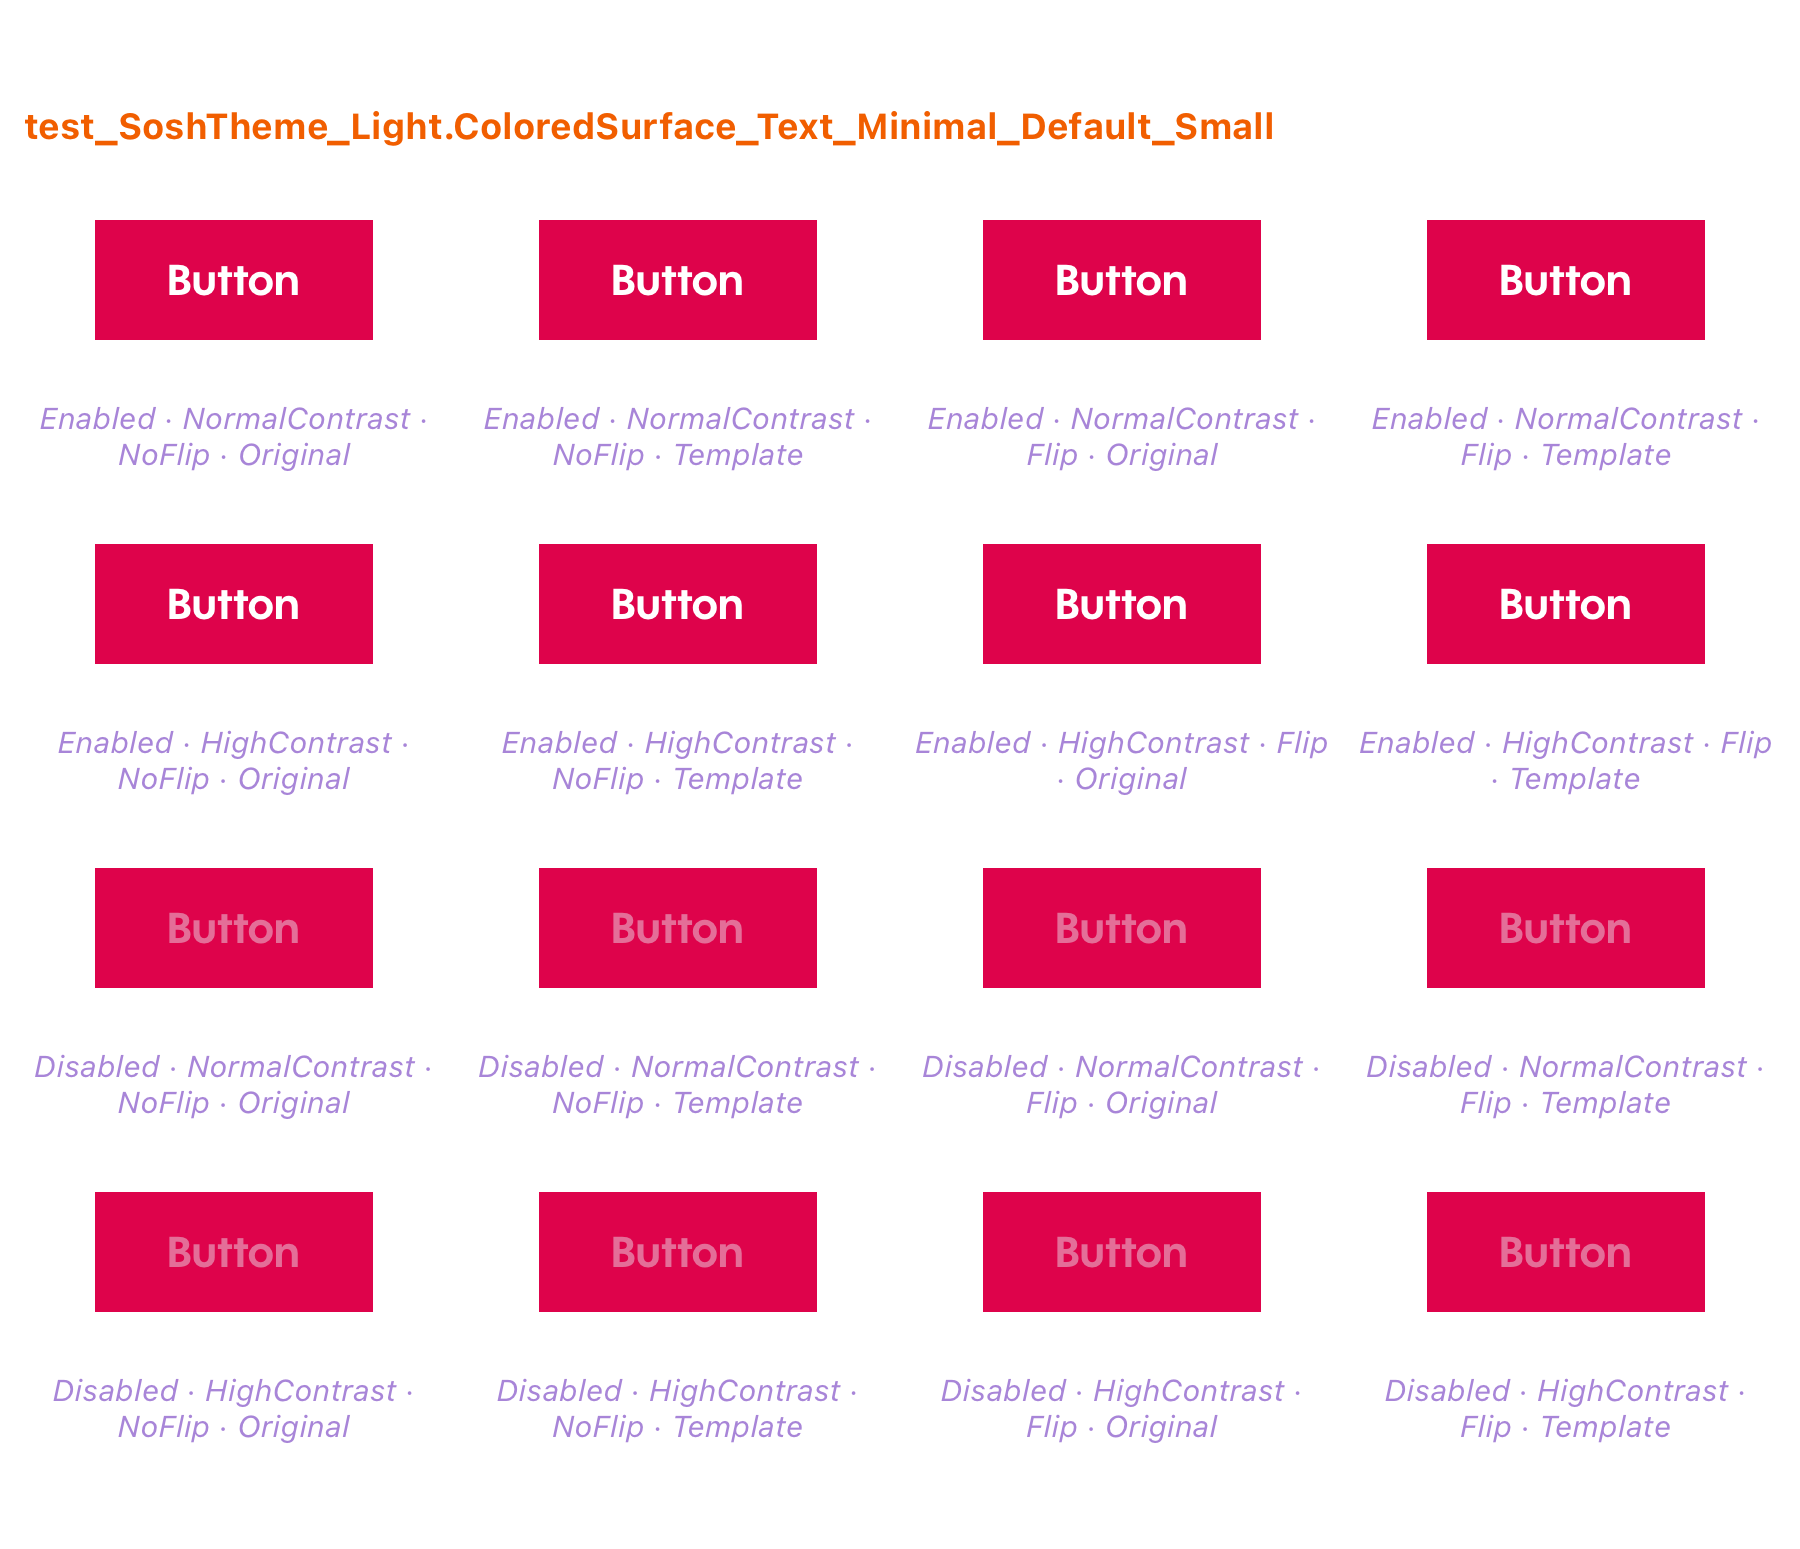 test_SoshTheme_Light.ColoredSurface_Text_Minimal_Default_Small
Button Button Button Button
Enabled · NormalContrast · Enabled · NormalContrast · Enabled · NormalContrast · Enabled · NormalContrast ·
NoFlip · Original NoFlip · Template Flip · Original Flip · Template
Button Button Button Button
Enabled · HighContrast · Enabled · HighContrast · Enabled · HighContrast · Flip Enabled · HighContrast · Flip
NoFlip · Original NoFlip · Template · Original · Template
Button Button Button Button
Disabled · NormalContrast · Disabled · NormalContrast · Disabled · NormalContrast · Disabled · NormalContrast ·
NoFlip · Original NoFlip · Template Flip · Original Flip · Template
Button Button Button Button
Disabled · HighContrast · Disabled · HighContrast · Disabled · HighContrast · Disabled · HighContrast ·
NoFlip · Original NoFlip · Template Flip · Original Flip · Template